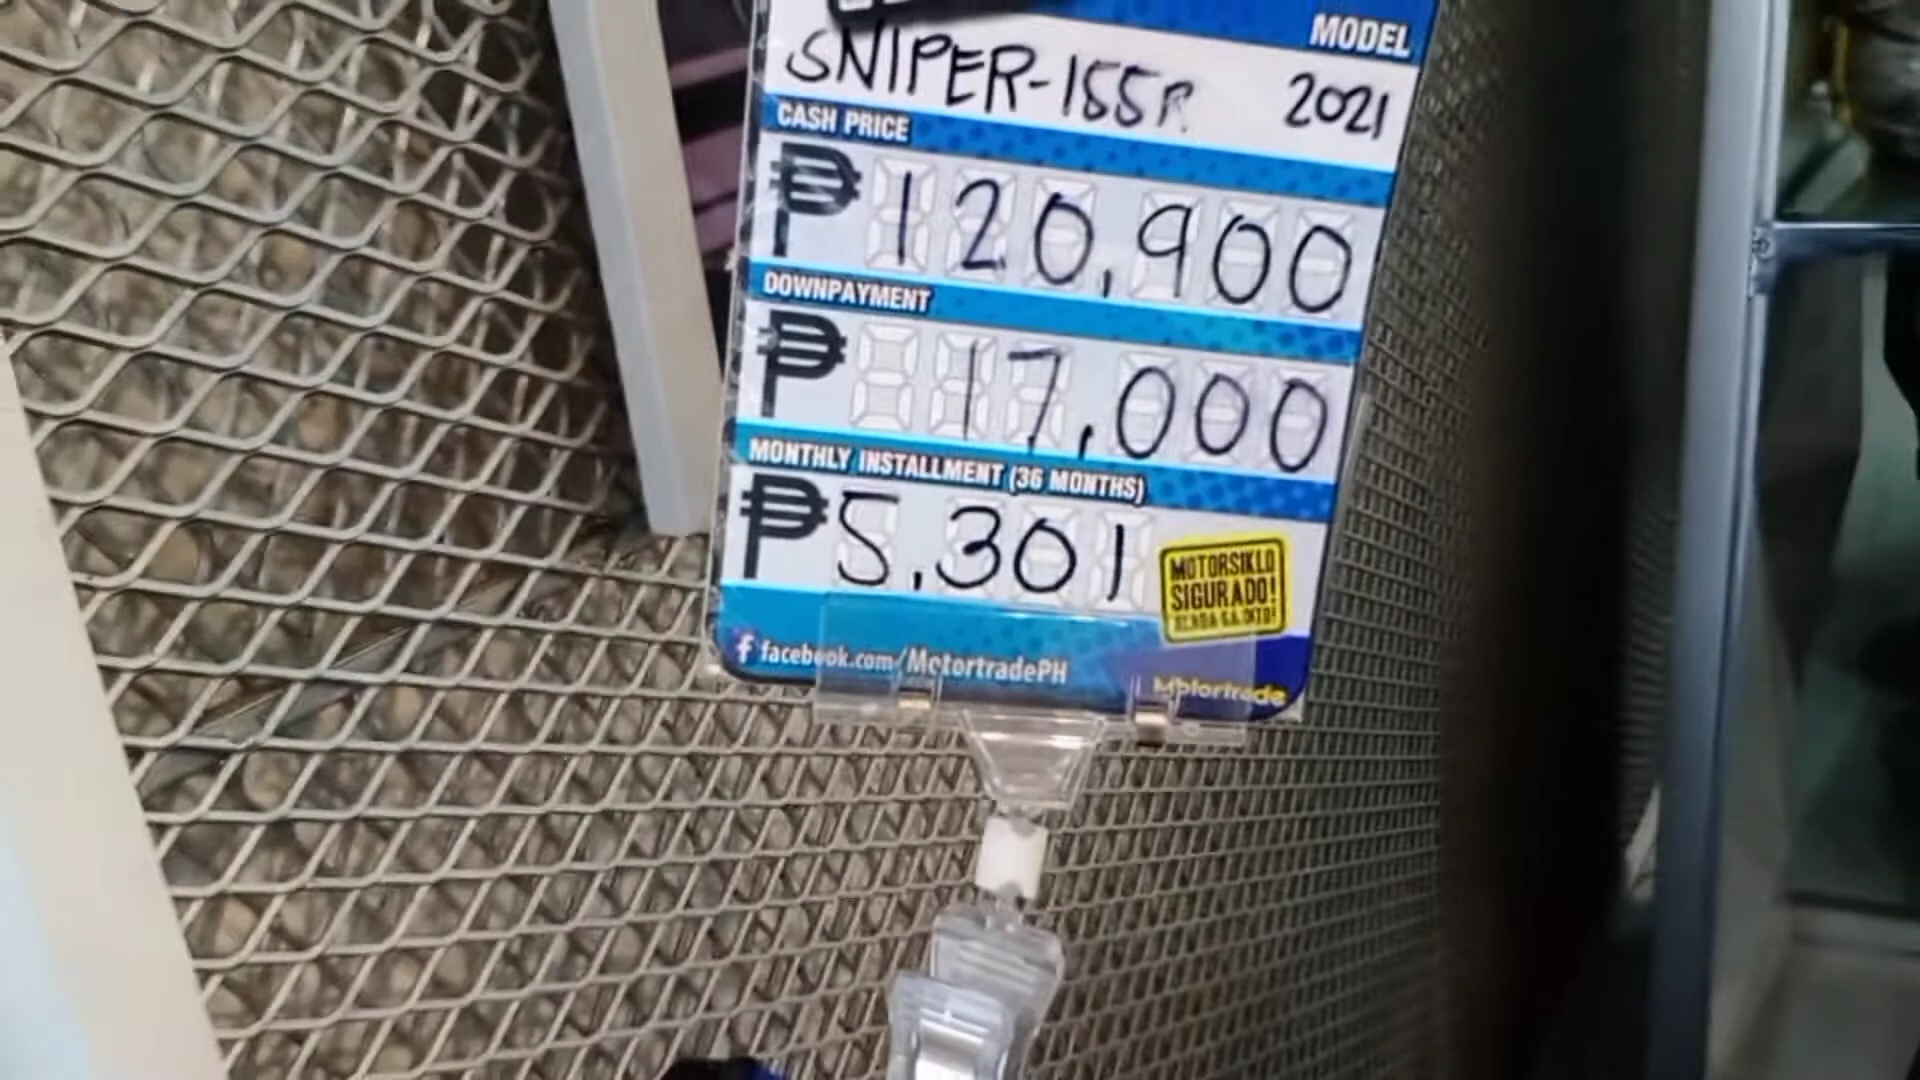 MODEL
SNIPER-155R 2021
CASH PRICE
₱120,900
DOWNPAYMENT
₱17,000
MONTHLY INSTALLMENT (36 MONTHS)
₱5,301
MOTORSIKLO
SIGURADO!
facebook.com/MotortradePH
Motortrade